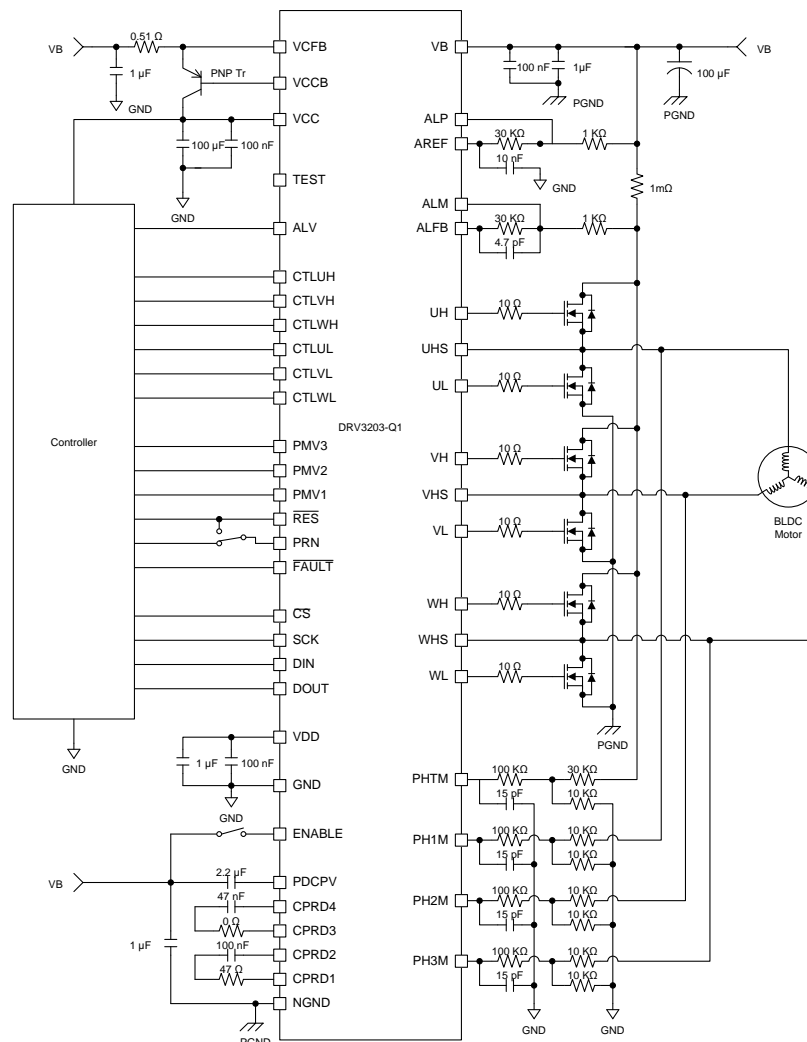 VB
0.51 Ω
1 µF
GND
PNP Tr
100 µF
100 nF
GND
VCFB
VCCB
VCC
TEST
ALV
CTLUH
CTLVH
CTLWH
CTLUL
CTLVL
CTLWL
PMV3
PMV2
PMV1
RES
PRN
FAULT
CS
SCK
DIN
DOUT
VDD
GND
ENABLE
PDCPV
CPRD4
CPRD3
CPRD2
CPRD1
NGND
Controller
GND
1 µF
100 nF
GND
VB
2.2 µF
47 nF
0 Ω
100 nF
47 Ω
1 µF
PGND
DRV3203-Q1
VB
ALP
AREF
ALM
ALFB
UH
UHS
UL
VH
VHS
VL
WH
WHS
WL
PHTM
PH1M
PH2M
PH3M
100 nF
1µF
PGND
100 µF
PGND
VB
30 KΩ
1 KΩ
10 nF
GND
1mΩ
30 KΩ
1 KΩ
4.7 pF
10 Ω
10 Ω
10 Ω
10 Ω
10 Ω
10 Ω
PGND
BLDC
Motor
100 KΩ
30 KΩ
15 pF
10 KΩ
100 KΩ
10 KΩ
15 pF
10 KΩ
100 KΩ
10 KΩ
15 pF
10 KΩ
100 KΩ
10 KΩ
15 pF
10 KΩ
GND
GND